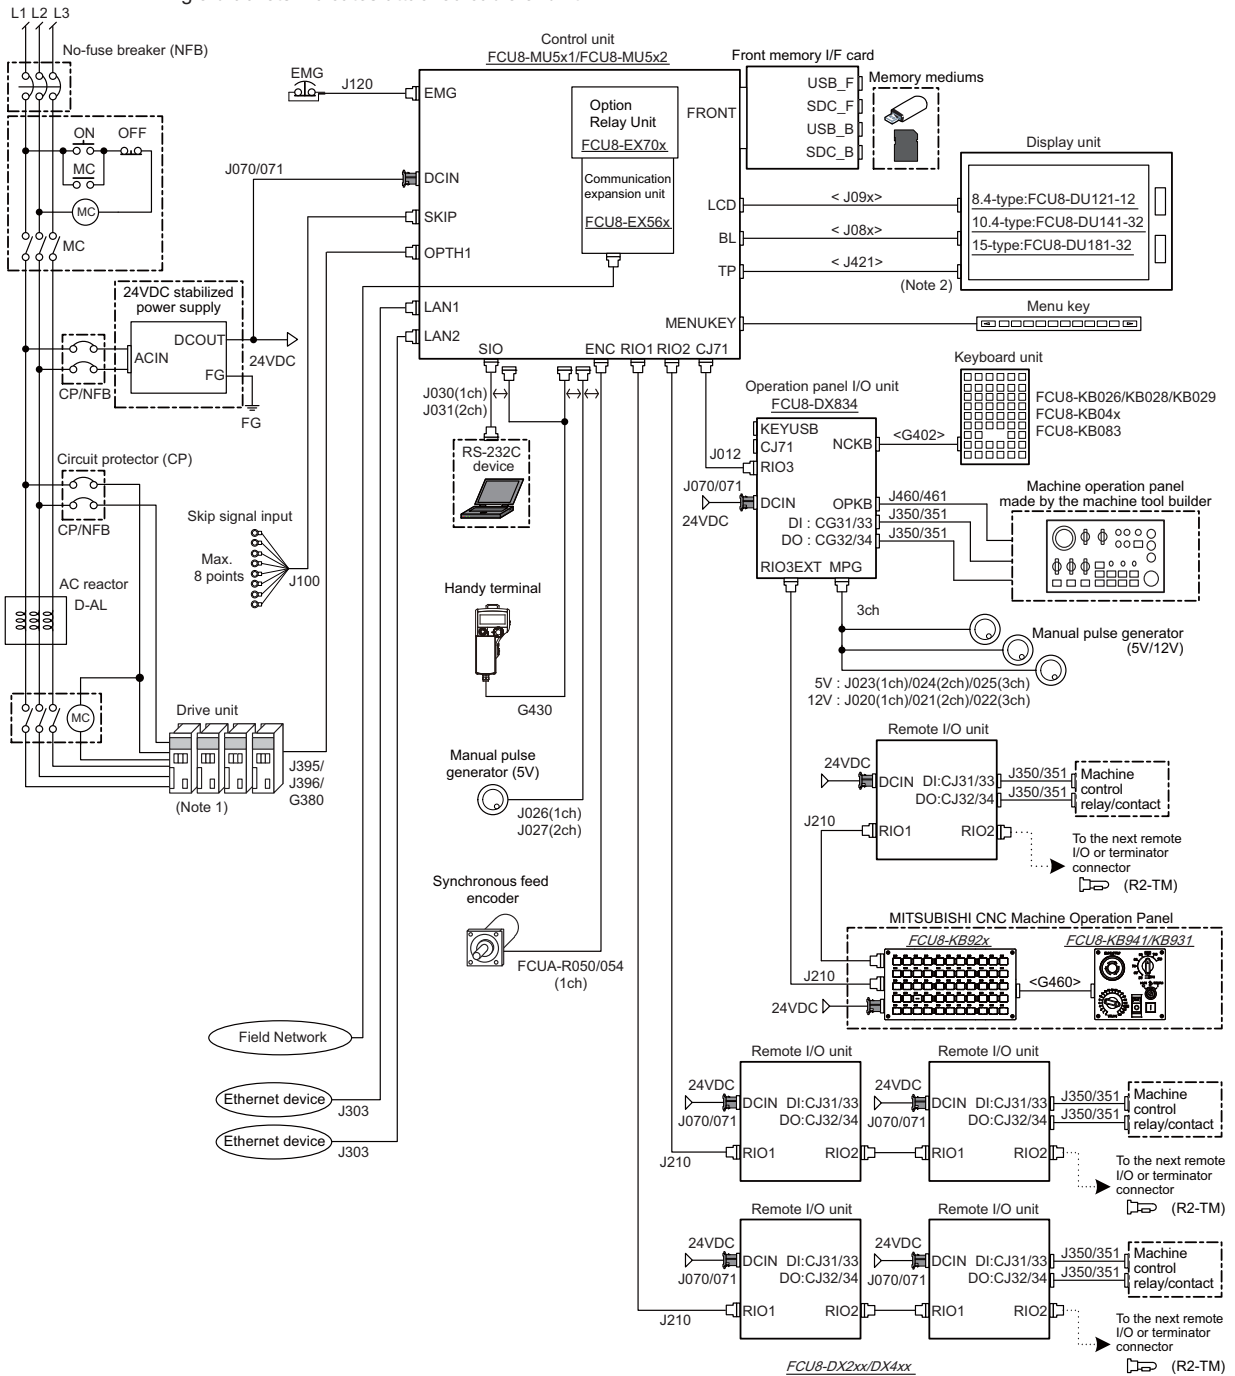 L1 L2 L3
No-fuse breaker (NFB)
ON OFF
MC
MC
MC
24VDC stabilized
power supply
DCOUT
ACIN
FG
24VDC
FG
CP/NFB
Circuit protector (CP)
CP/NFB
AC reactor
D-AL
MC
Drive unit
(Note 1)
J395/
J396/
G380
Skip signal input
Max.
8 points
J100
EMG
J120
J070/071
Control unit
FCU8-MU5x1/FCU8-MU5x2
EMG
DCIN
SKIP
OPTH1
LAN1
LAN2
Option
Relay Unit
FCU8-EX70x
Communication
expansion unit
FCU8-EX56x
FRONT
LCD
BL
TP
MENUKEY
SIO ENC RIO1 RIO2 CJ71
Front memory I/F card
USB_F
SDC_F
USB_B
SDC_B
Memory mediums
Display unit
8.4-type:FCU8-DU121-12
10.4-type:FCU8-DU141-32
15-type:FCU8-DU181-32
< J09x>
< J08x>
< J421>
(Note 2)
Menu key
Keyboard unit
FCU8-KB026/KB028/KB029
FCU8-KB04x
FCU8-KB083
J030(1ch)
J031(2ch)
RS-232C
device
Handy terminal
G430
Manual pulse
generator (5V)
J026(1ch)
J027(2ch)
Synchronous feed
encoder
FCUA-R050/054
(1ch)
Field Network
Ethernet device
J303
Ethernet device
J303
Operation panel I/O unit
FCU8-DX834
KEYUSB
CJ71
RIO3
DCIN
NCKB
OPKB
DI : CG31/33
DO : CG32/34
RIO3EXT MPG
J012
J070/071
24VDC
<G402>
J460/461
J350/351
J350/351
Machine operation panel
made by the machine tool builder
3ch
Manual pulse generator
(5V/12V)
5V : J023(1ch)/024(2ch)/025(3ch)
12V : J020(1ch)/021(2ch)/022(3ch)
Remote I/O unit
24VDC
DCIN DI:CJ31/33
DO:CJ32/34
RIO1 RIO2
J350/351
J350/351
Machine
control
relay/contact
J210
To the next remote
I/O or terminator
connector
(R2-TM)
MITSUBISHI CNC Machine Operation Panel
FCU8-KB92x
FCU8-KB941/KB931
<G460>
J210
24VDC
Remote I/O unit
Remote I/O unit
24VDC
DCIN DI:CJ31/33
DO:CJ32/34
J070/071
RIO1 RIO2
24VDC
DCIN DI:CJ31/33
DO:CJ32/34
J070/071
RIO1 RIO2
J350/351
J350/351
Machine
control
relay/contact
J210
To the next remote
I/O or terminator
connector
(R2-TM)
Remote I/O unit
Remote I/O unit
24VDC
DCIN DI:CJ31/33
DO:CJ32/34
J070/071
RIO1 RIO2
24VDC
DCIN DI:CJ31/33
DO:CJ32/34
J070/071
RIO1 RIO2
J350/351
J350/351
Machine
control
relay/contact
J210
To the next remote
I/O or terminator
connector
(R2-TM)
FCU8-DX2xx/DX4xx